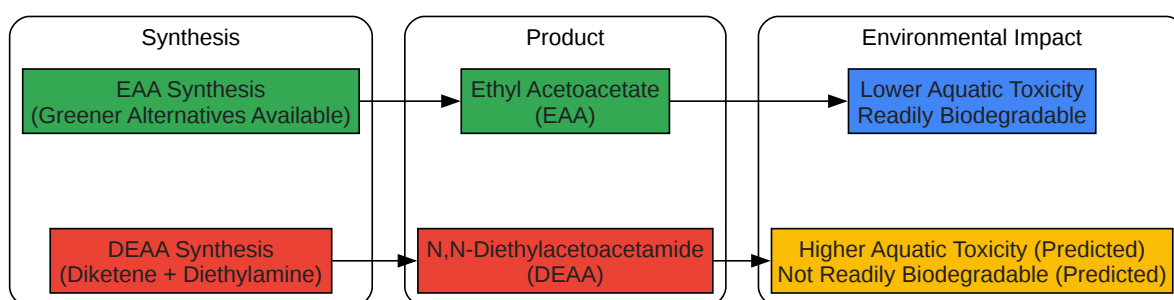 Synthesis
Product
Environmental Impact
EAA Synthesis
(Greener Alternatives Available)
Ethyl Acetoacetate
(EAA)
Lower Aquatic Toxicity
Readily Biodegradable
DEAA Synthesis
(Diketene + Diethylamine)
N,N-Diethylacetoacetamide
(DEAA)
Higher Aquatic Toxicity (Predicted)
Not Readily Biodegradable (Predicted)